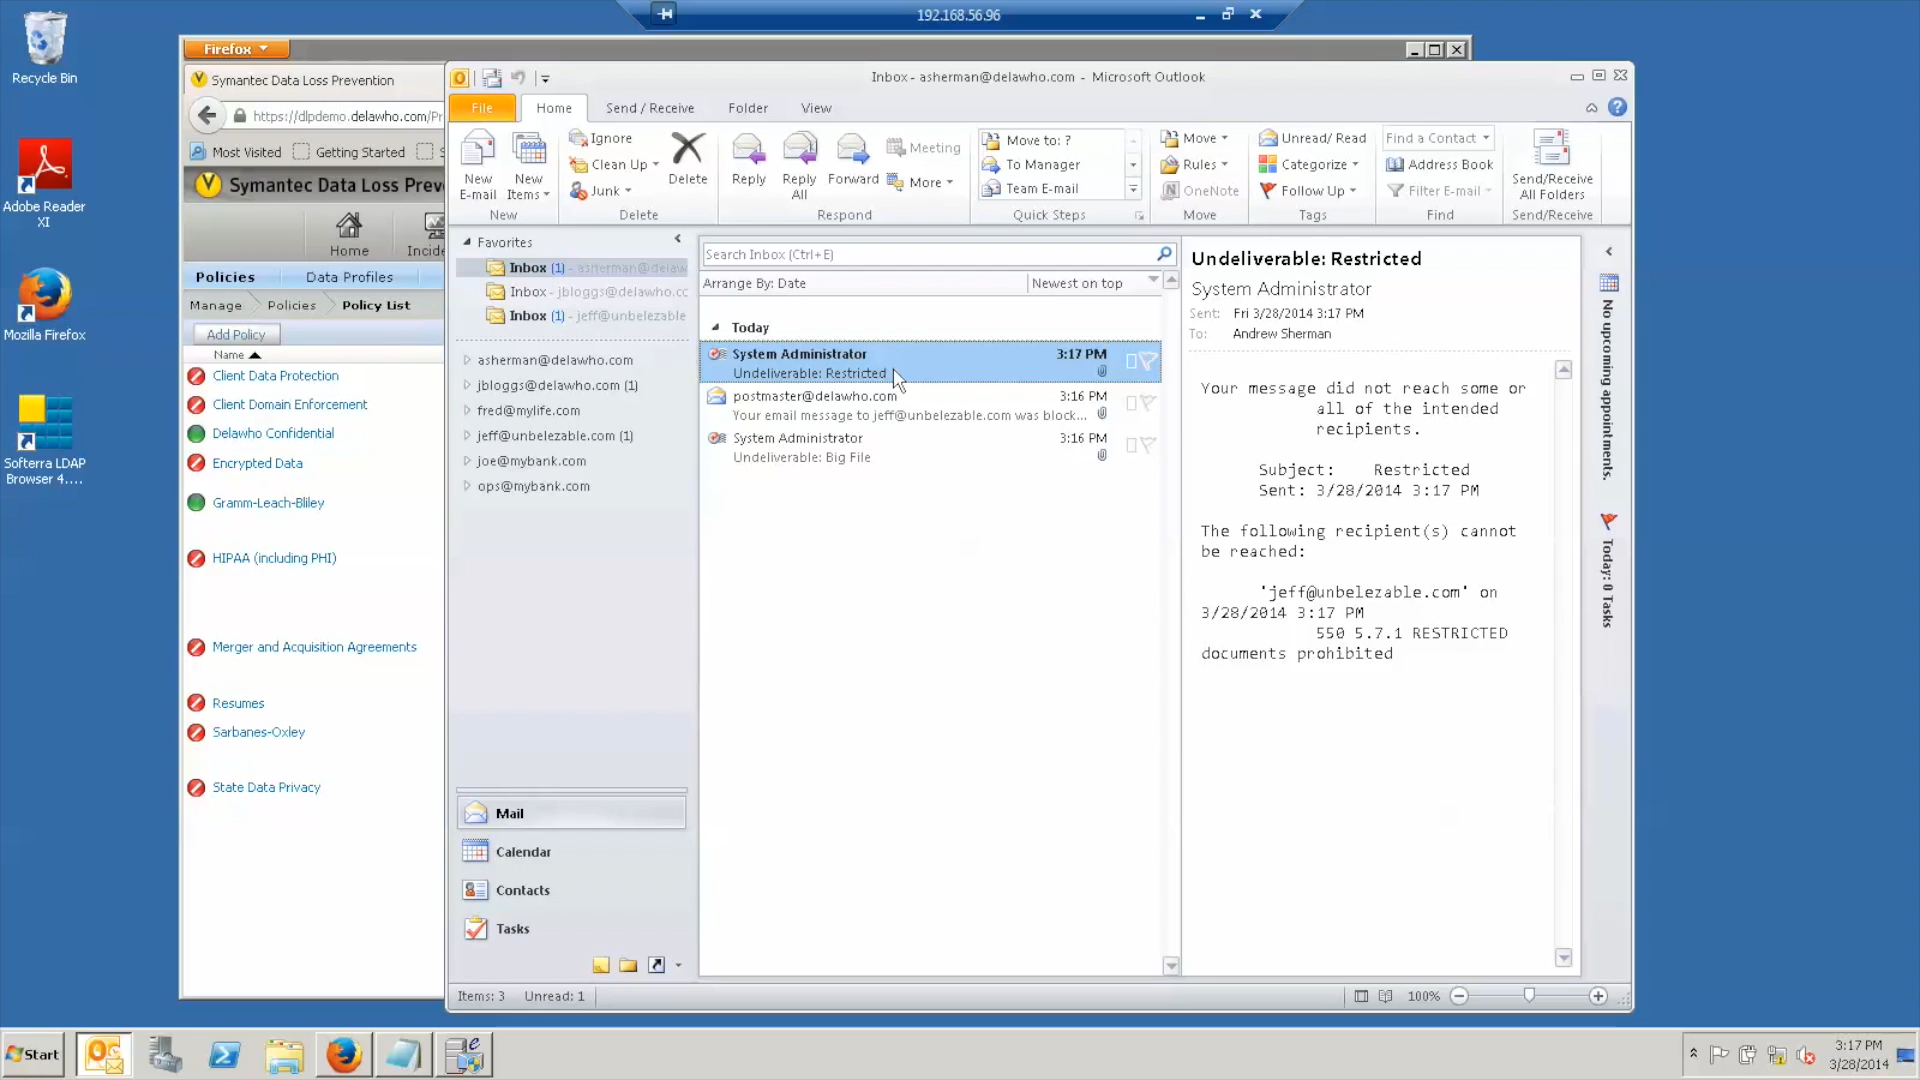 192.168.56.96
Recycle Bin
Adobe Reader
XI
Mozilla Firefox
Softerra LDAP
Browser 4....
Firefox
Symantec Data Loss Prevention
https://dlpdemo.delawho.com/Pr
Most Visited
Getting Started
Symantec Data Loss Preve
Home
Incide
Policies
Data Profiles
Manage
Policies
Policy List
Add Policy
Name
Client Data Protection
Client Domain Enforcement
Delawho Confidential
Encrypted Data
Gramm-Leach-Bliley
HIPAA (including PHI)
Merger and Acquisition Agreements
Resumes
Sarbanes-Oxley
State Data Privacy
Inbox - asherman@delawho.com - Microsoft Outlook
File
Home
Send / Receive
Folder
View
New
E-mail
New
Items
New
Ignore
Clean Up
Junk
Delete
Delete
Reply
Reply
All
Forward
Meeting
More
Respond
Move to: ?
To Manager
Team E-mail
Quick Steps
Move
Rules
OneNote
Move
Unread/ Read
Categorize
Follow Up
Tags
Find a Contact
Address Book
Filter E-mail
Find
Send/Receive
All Folders
Send/Receive
Favorites
Inbox (1) - asherman@delaw
Inbox - jbloggs@delawho.cc
Inbox (1) - jeff@unbelezable
asherman@delawho.com
jbloggs@delawho.com (1)
fred@mylife.com
jeff@unbelezable.com (1)
joe@mybank.com
ops@mybank.com
Mail
Calendar
Contacts
Tasks
Search Inbox (Ctrl+E)
Arrange By: Date
Newest on top
Today
System Administrator 3:17 PM
Undeliverable: Restricted
postmaster@delawho.com 3:16 PM
Your email message to jeff@unbelezable.com was block...
System Administrator 3:16 PM
Undeliverable: Big File
Undeliverable: Restricted
System Administrator
Sent: Fri 3/28/2014 3:17 PM
To: Andrew Sherman
Your message did not reach some or
all of the intended
recipients.
Subject: Restricted
Sent: 3/28/2014 3:17 PM
The following recipient(s) cannot
be reached:
'jeff@unbelezable.com' on
3/28/2014 3:17 PM
550 5.7.1 RESTRICTED
documents prohibited
No upcoming appointments.
Today: 0 Tasks
Items: 3
Unread: 1
100%
Start
3:17 PM
3/28/2014